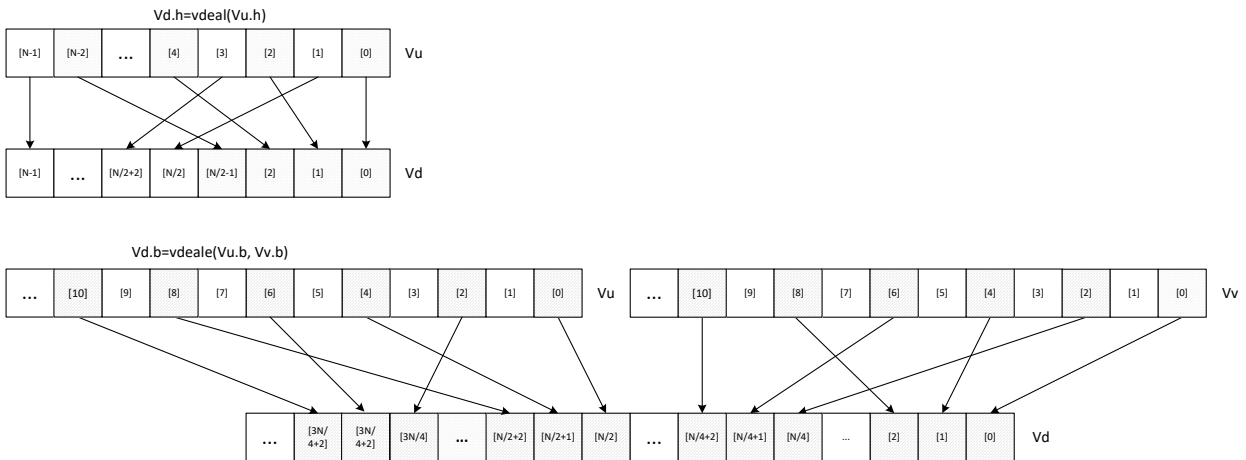 Vd.h=vdeal(Vu.h)
[N-1] [N-2] ... [4] [3] [2] [1] [0] Vu
[N-1] ... [N/2+2] [N/2] [N/2-1] [2] [1] [0] Vd
Vd.b=vdeale(Vu.b, Vv.b)
... [10] [9] [8] [7] [6] [5] [4] [3] [2] [1] [0] Vu ... [10] [9] [8] [7] [6] [5] [4] [3] [2] [1] [0] Vv
... [3N/4+2] [3N/4+2] [3N/4] ... [N/2+2] [N/2+1] [N/2] ... [N/4+2] [N/4+1] [N/4] ... [2] [1] [0] Vd